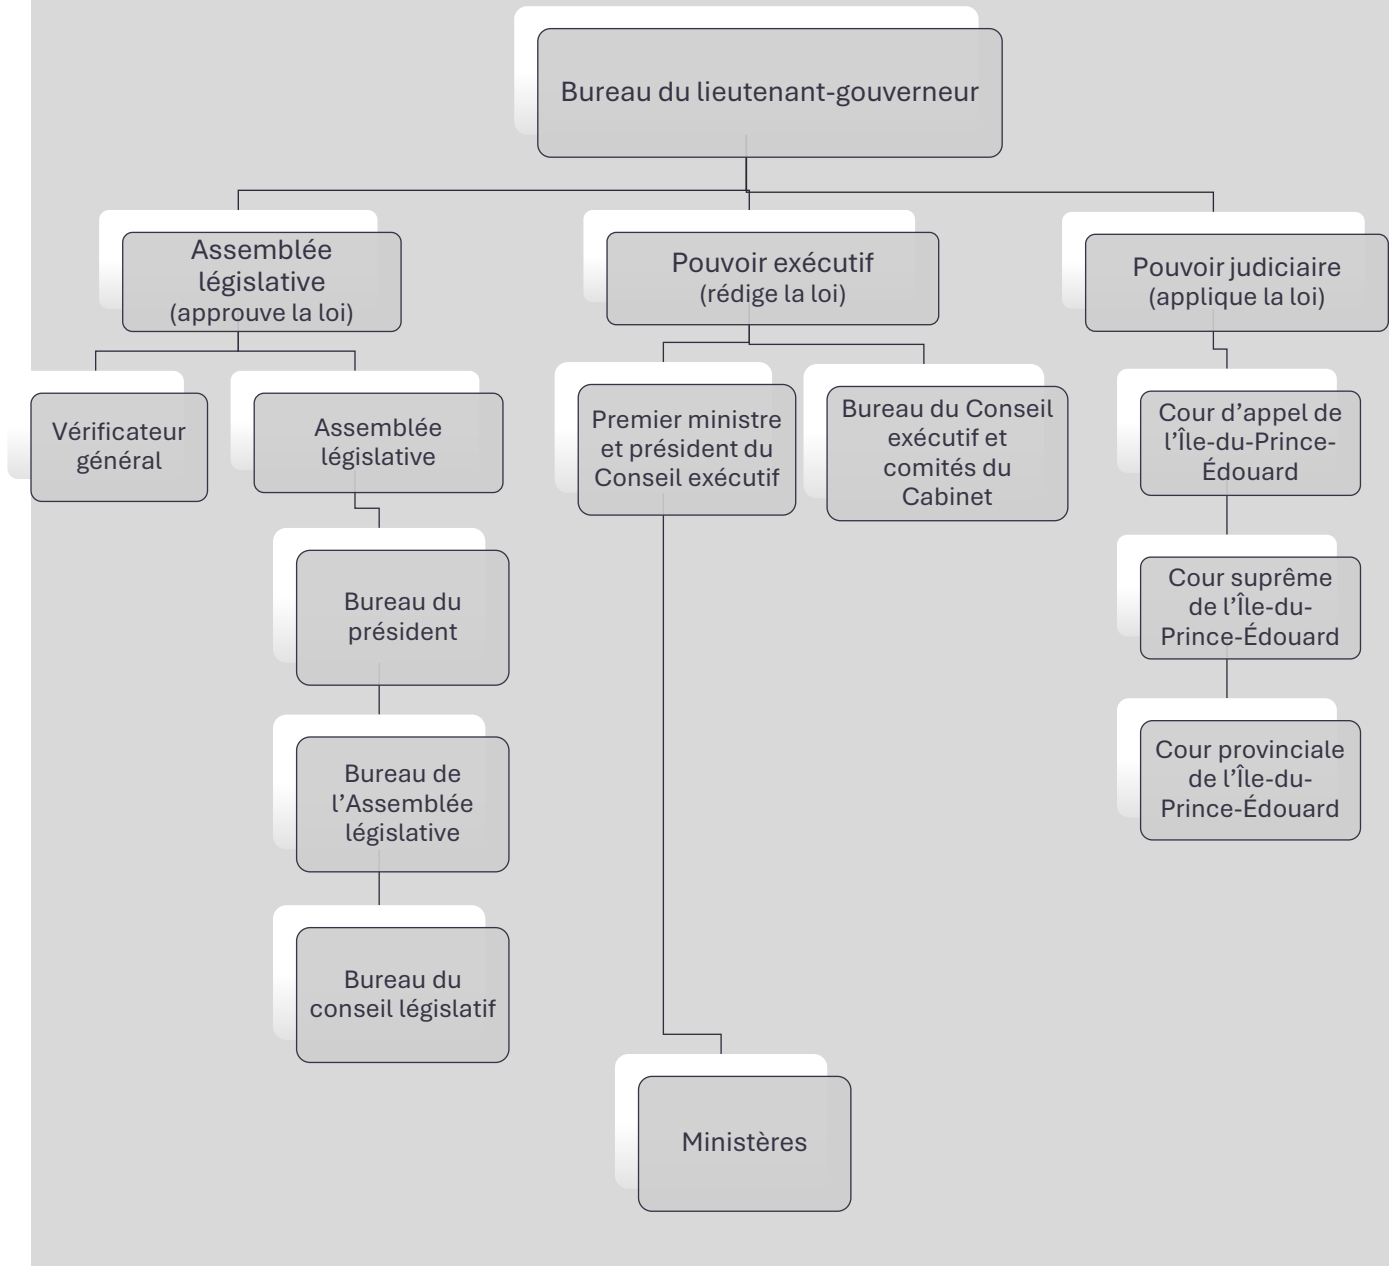 Bureau du lieutenant-gouverneur
Assemblée
législative
(approuve la loi)
Pouvoir exécutif
(rédige la loi)
Pouvoir judiciaire
(applique la loi)
Vérificateur
général
Assemblée
législative
Premier ministre
et président du
Conseil exécutif
Bureau du Conseil
exécutif et
comités du
Cabinet
Cour d’appel de
l’Île-du-Prince-
Édouard
Bureau du
président
Cour suprême
de l’Île-du-
Prince-Édouard
Bureau de
l’Assemblée
législative
Cour provinciale
de l’Île-du-
Prince-Édouard
Bureau du
conseil législatif
Ministères